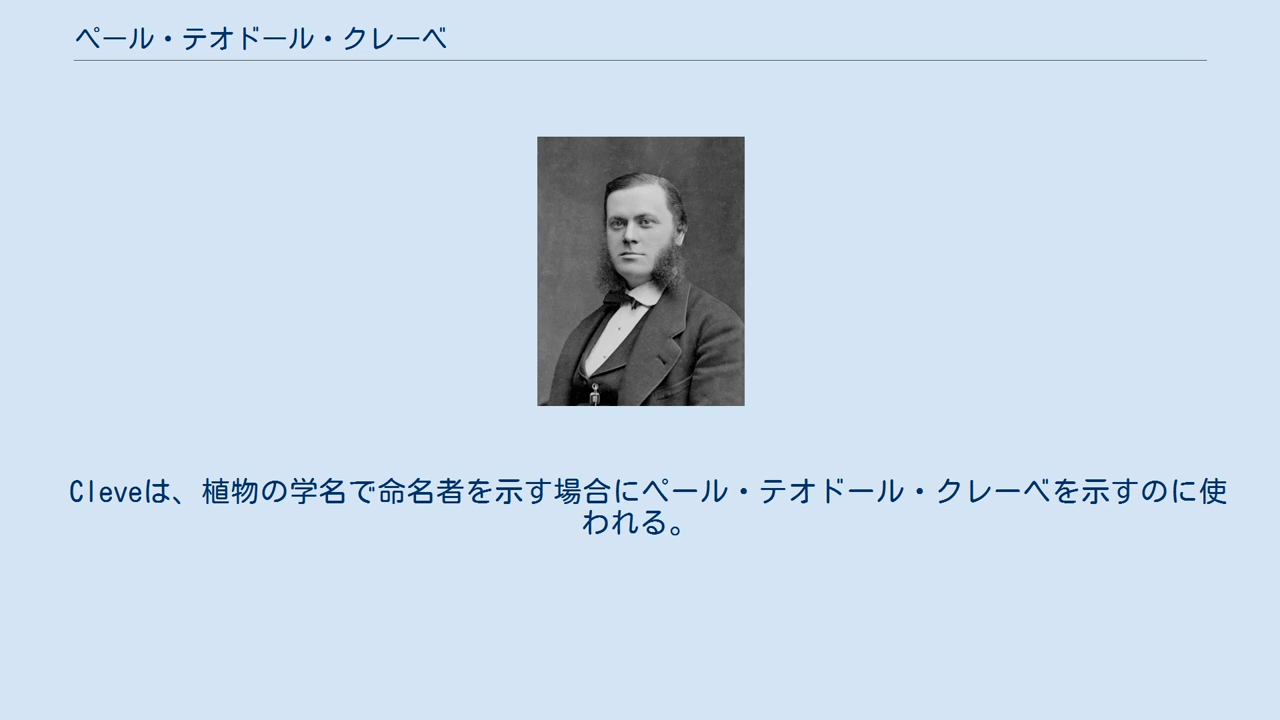 ペール・テオドール・クレーベ
Cleveは、植物の学名で命名者を示す場合にペール・テオドール・クレーベを示すのに使
われる。